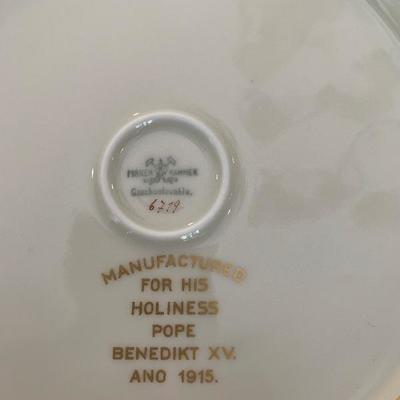 PIRKEN HAMMER
Czechoslovakia.
6719
MANUFACTURED
FOR HIS
HOLINESS
POPE
BENEDIKT XV.
ANO 1915.